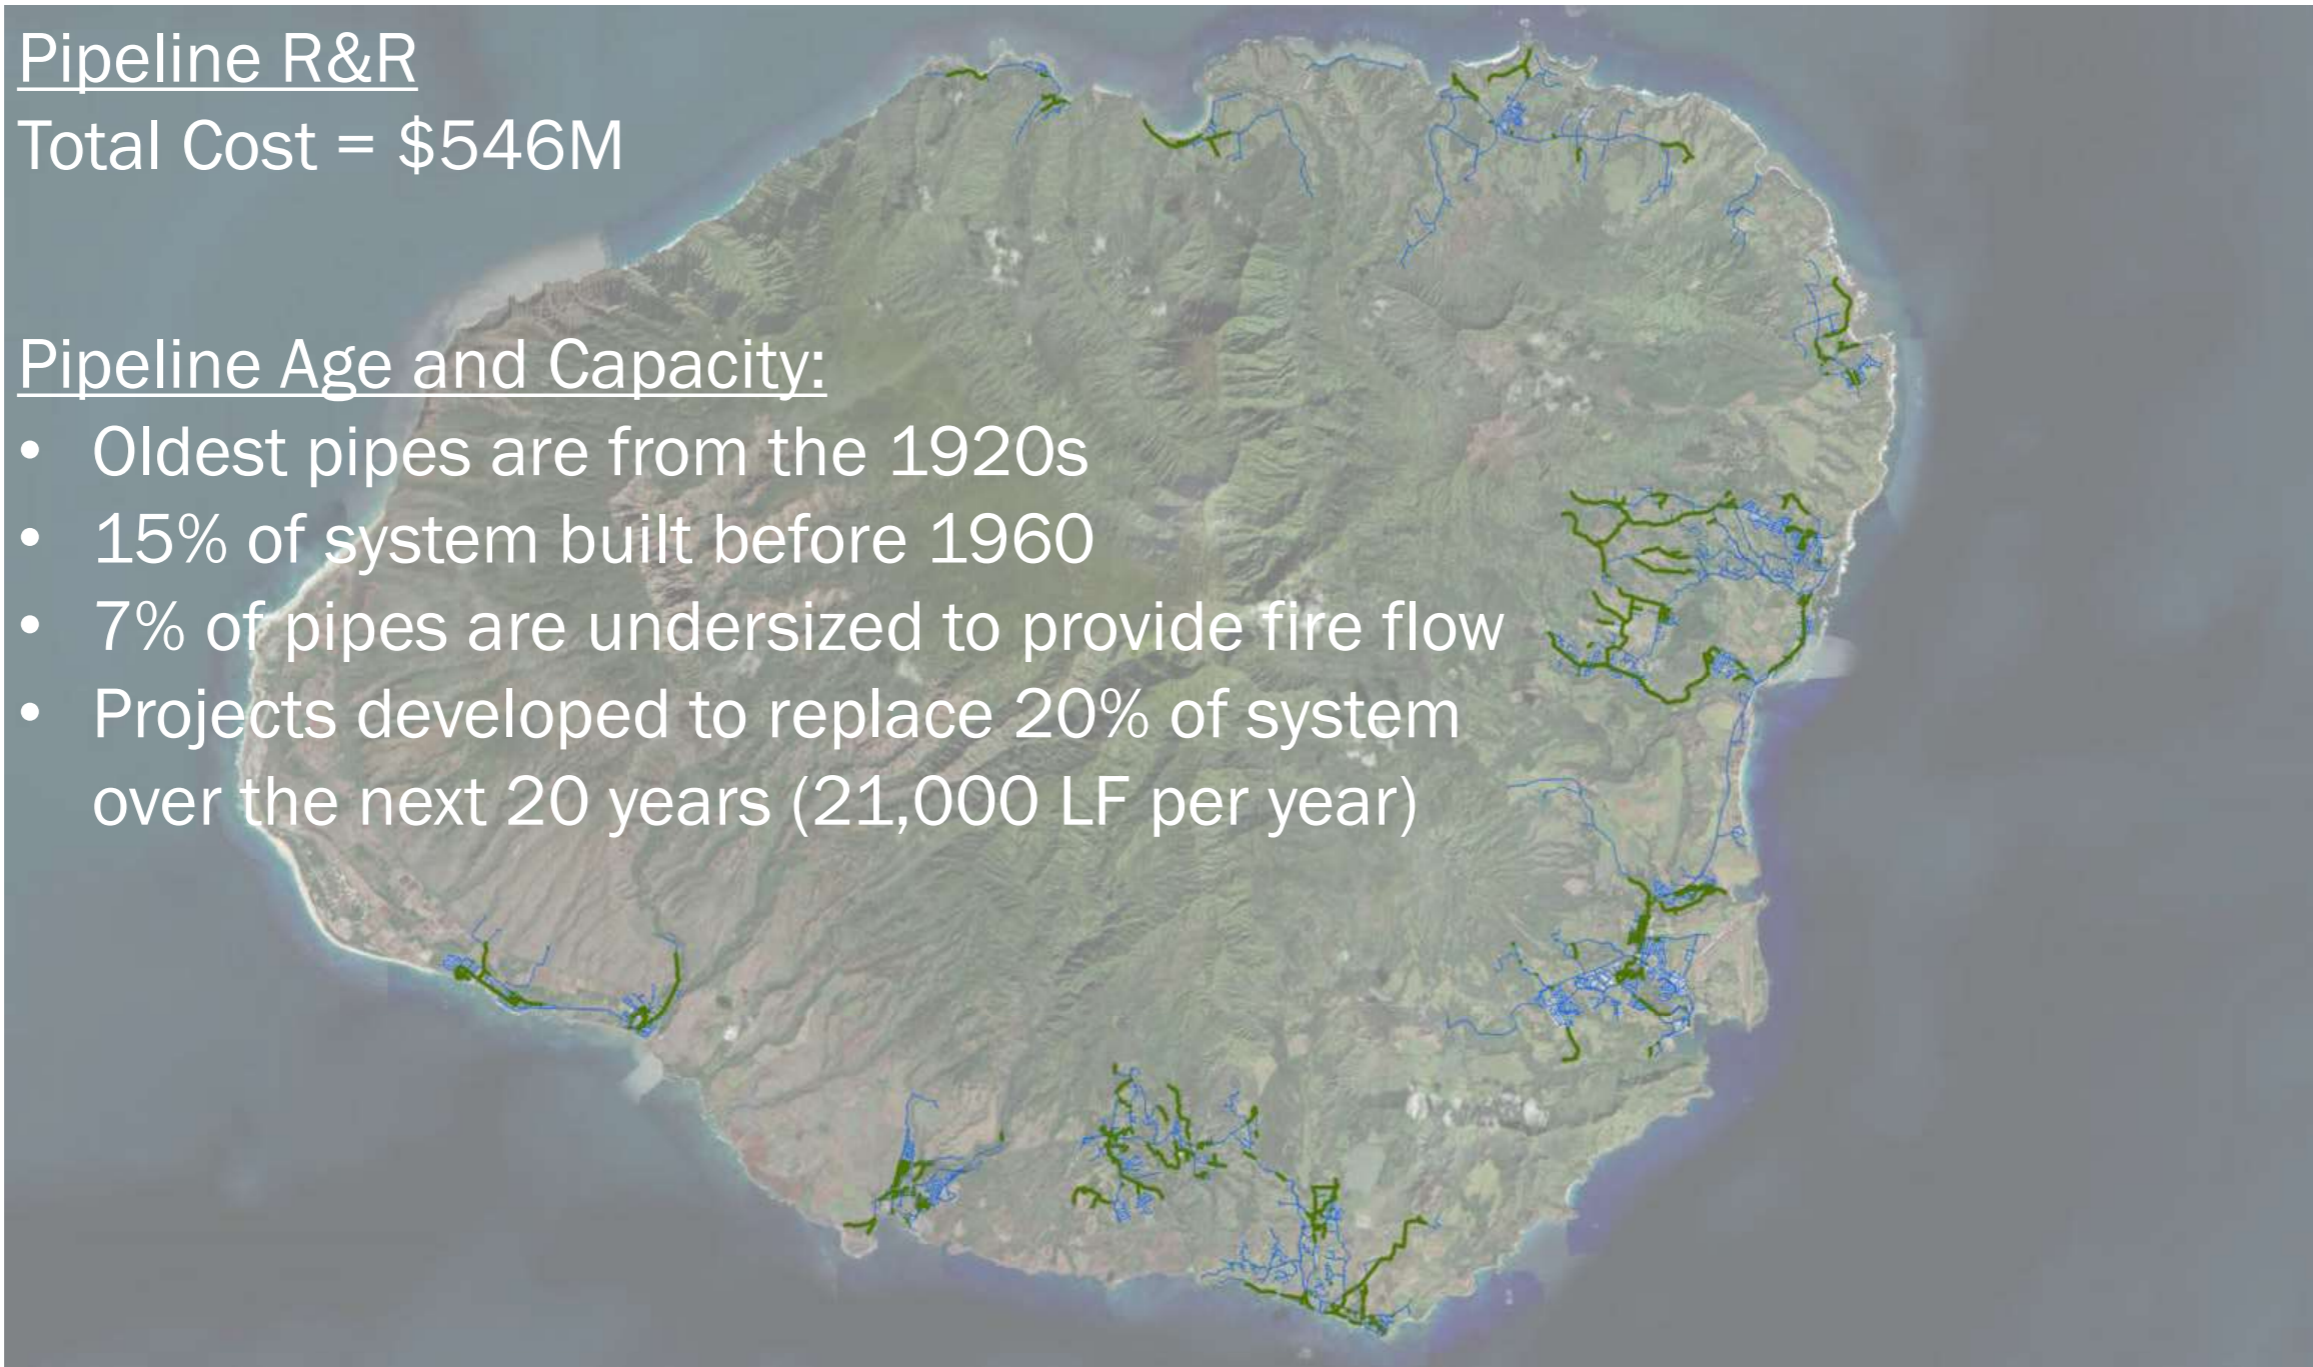 Pipeline R&R
Total Cost = $546M
Pipeline Age and Capacity:
• Oldest pipes are from the 1920s
• 15% of system built before 1960
• 7% of pipes are undersized to provide fire flow
• Projects developed to replace 20% of system
over the next 20 years (21,000 LF per year)